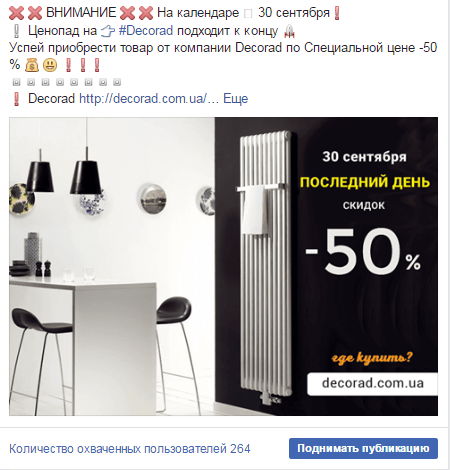 ❌❌ ВНИМАНИЕ ❌❌ На календаре 30 сентября❗
❕ Ценопад на 👉 #Decorad подходит к концу
Успей приобрести товар от компании Decorad по Специальной цене -50
% 💰😃❗❗❗
❗ Decorad http://decorad.com.ua/… Еще
30 сентября
ПОСЛЕДНИЙ ДЕНЬ
скидок
-50%
где купить?
decorad.com.ua
Количество охваченных пользователей 264
Поднимать публикацию